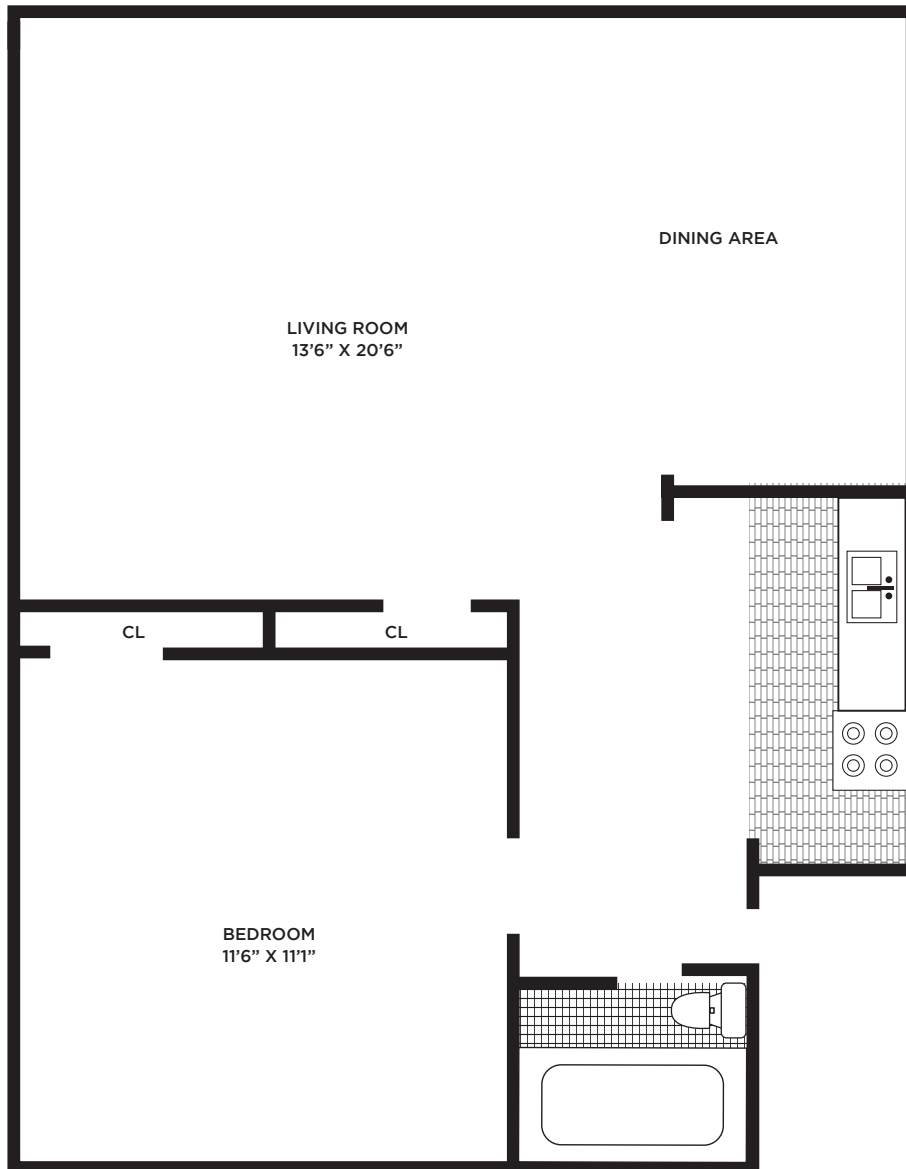 DINING AREA
LIVING ROOM
13’6” X 20’6”
CL
CL
BEDROOM
11’6” X 11’1”